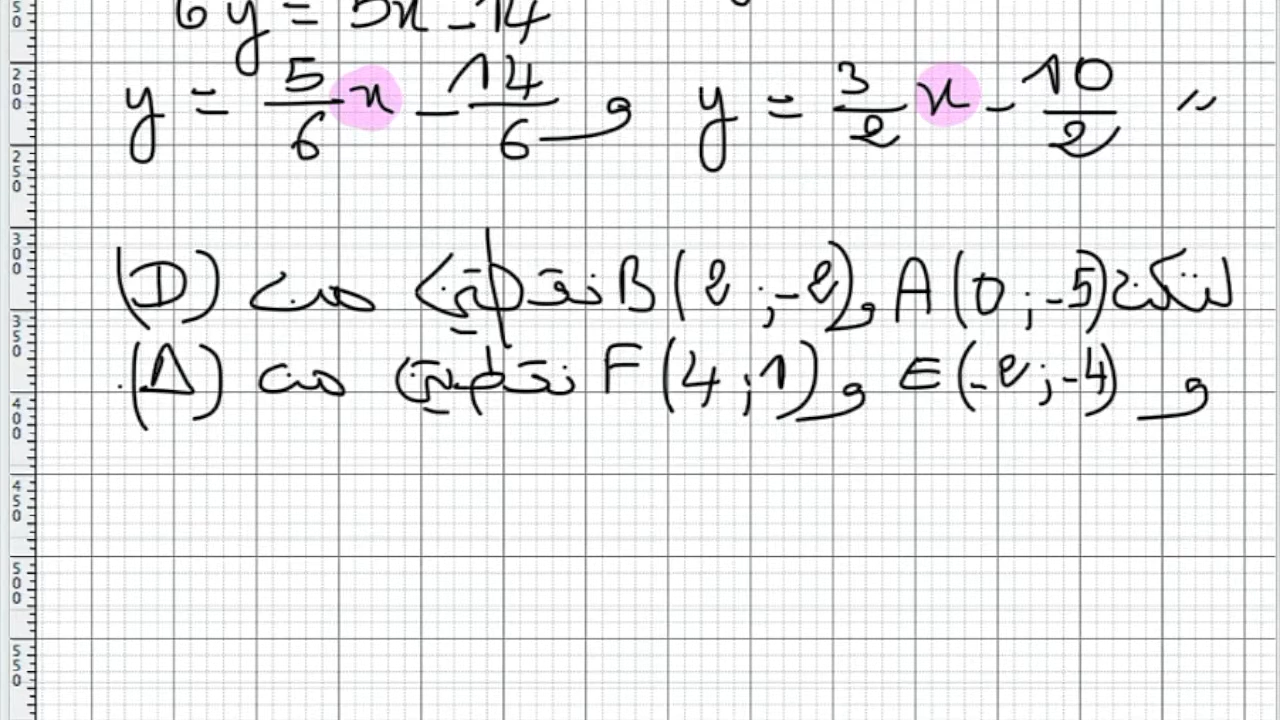 6y = 5x - 14
y = 5/6 x - 14/6 و y = 3/2 x - 10/2 "
لتكن A(0 ; -5) و B(2 ; -2) نقطتين من (D)
و E(-2 ; -4) و F(4 ; 1) نقطتين من (Δ).